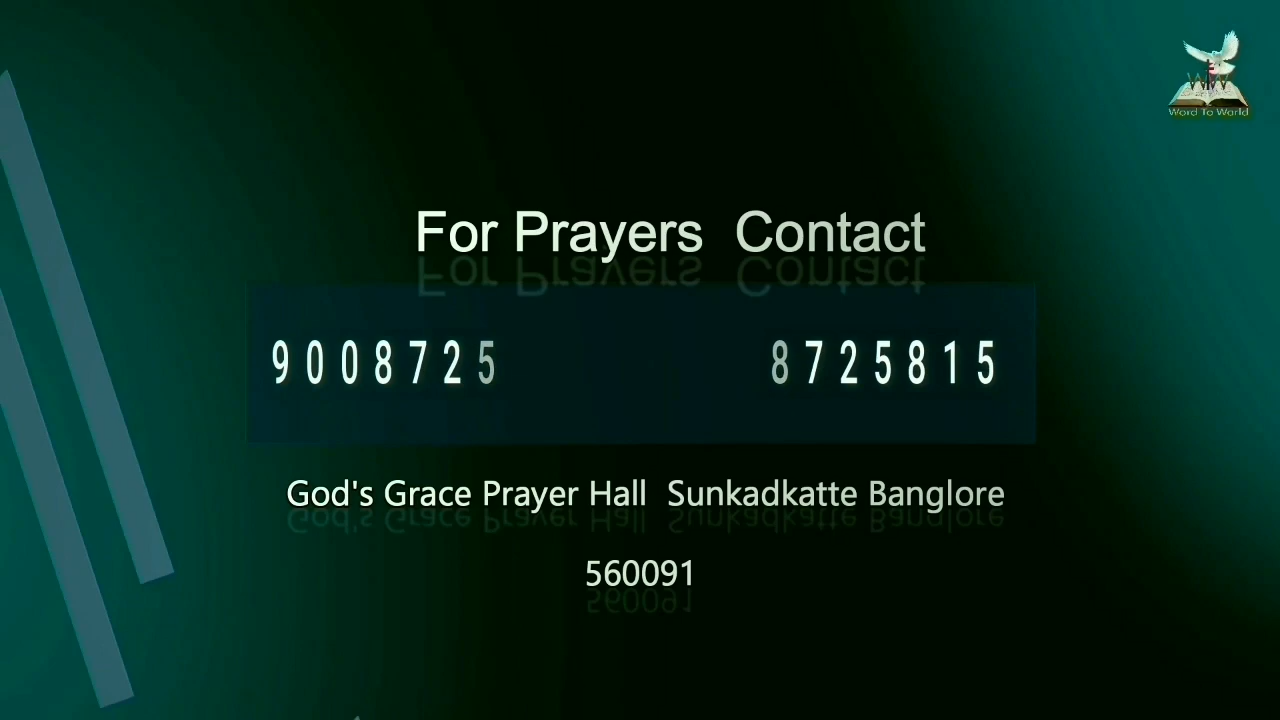 Word To World
For Prayers Contact
9008725 8725815
God's Grace Prayer Hall Sunkadkatte Banglore
560091